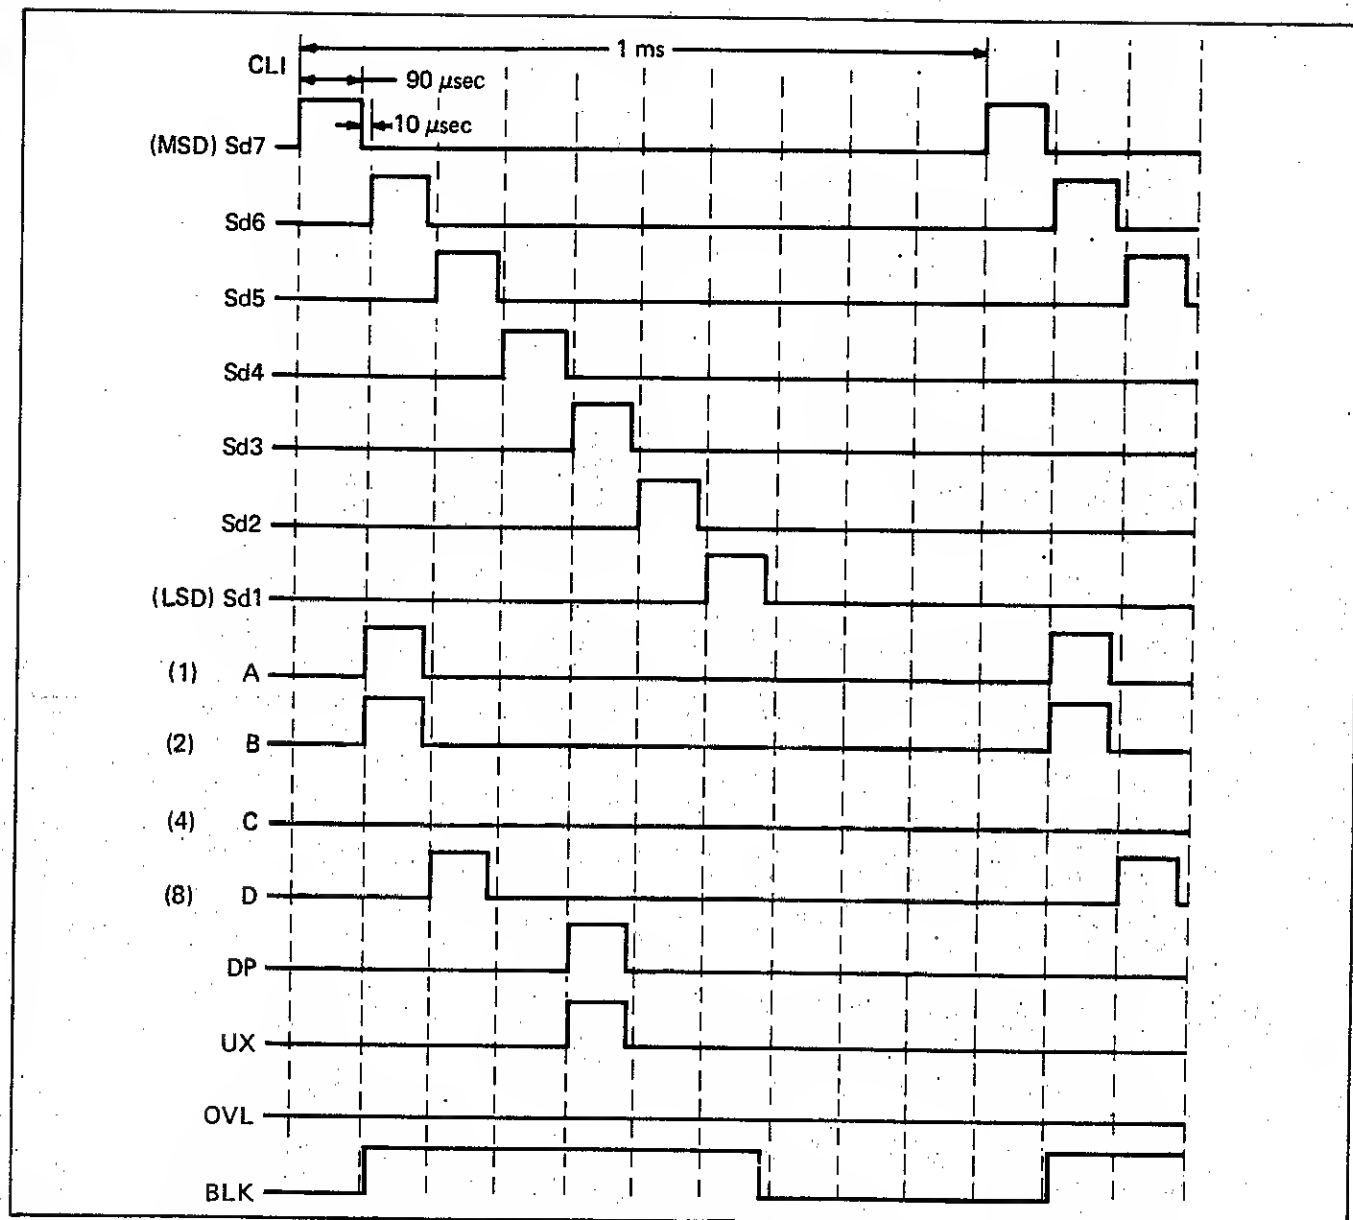 1 ms
CLI
90 μsec
10 μsec
(MSD) Sd7
Sd6
Sd5
Sd4
Sd3
Sd2
(LSD) Sd1
(1) A
(2) B
(4) C
(8) D
DP
UX
OVL
BLK